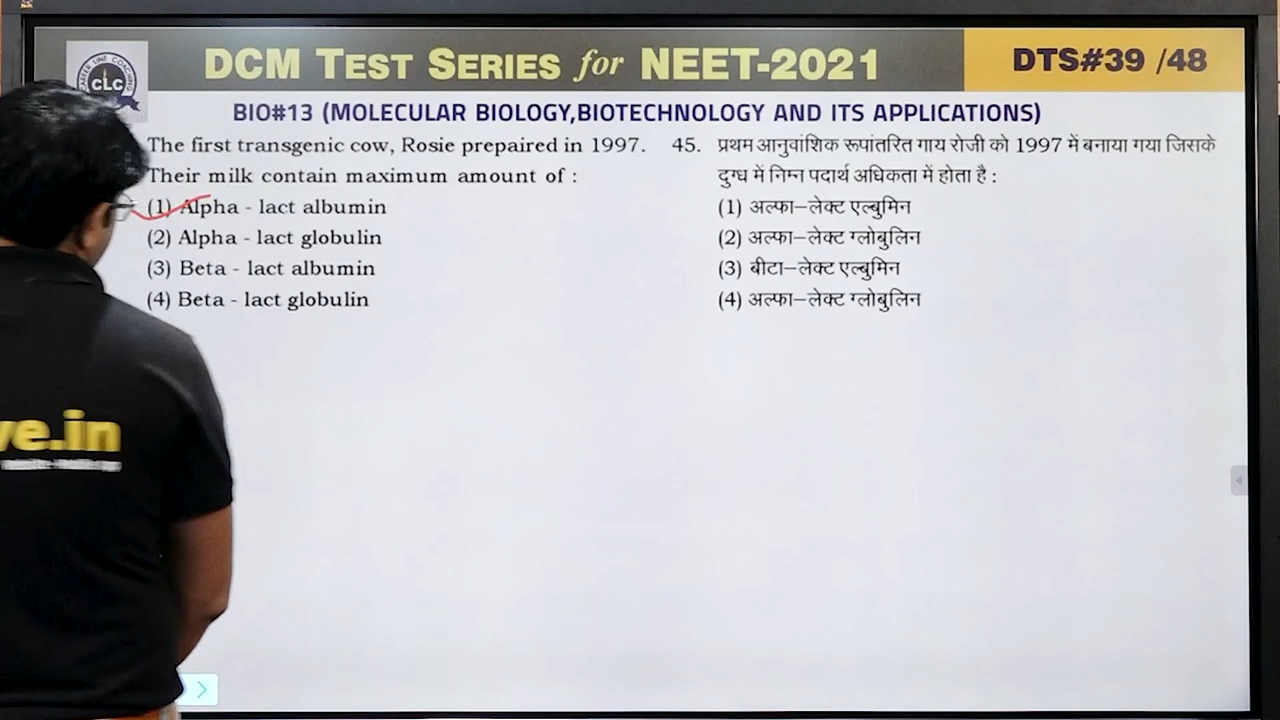 DCM TEST SERIES for NEET-2021
DTS#39 /48
CLC
BIO#13 (MOLECULAR BIOLOGY,BIOTECHNOLOGY AND ITS APPLICATIONS)
The first transgenic cow, Rosie prepaired in 1997.
Their milk contain maximum amount of :
(1) Alpha - lact albumin
(2) Alpha - lact globulin
(3) Beta - lact albumin
(4) Beta - lact globulin
45. प्रथम आनुवांशिक रूपांतरित गाय रोजी को 1997 में बनाया गया जिसके
दुग्ध में निम्न पदार्थ अधिकता में होता है :
(1) अल्फा–लेक्ट एल्बुमिन
(2) अल्फा–लेक्ट ग्लोबुलिन
(3) बीटा–लेक्ट एल्बुमिन
(4) अल्फा–लेक्ट ग्लोबुलिन
ve.in